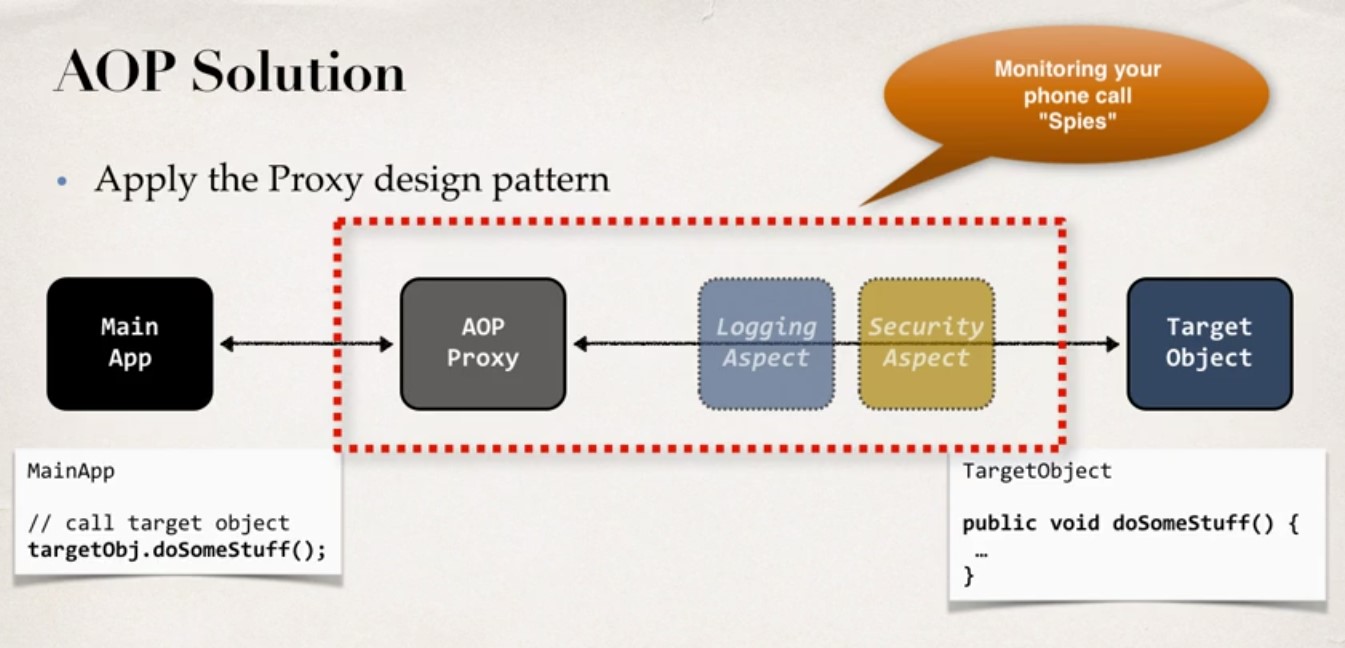 AOP Solution
Monitoring your
phone call
"Spies"
• Apply the Proxy design pattern
Main
App
AOP
Proxy
Logging
Aspect
Security
Aspect
Target
Object
MainApp
// call target object
targetObj.doSomeStuff();
TargetObject
public void doSomeStuff() {
…
}